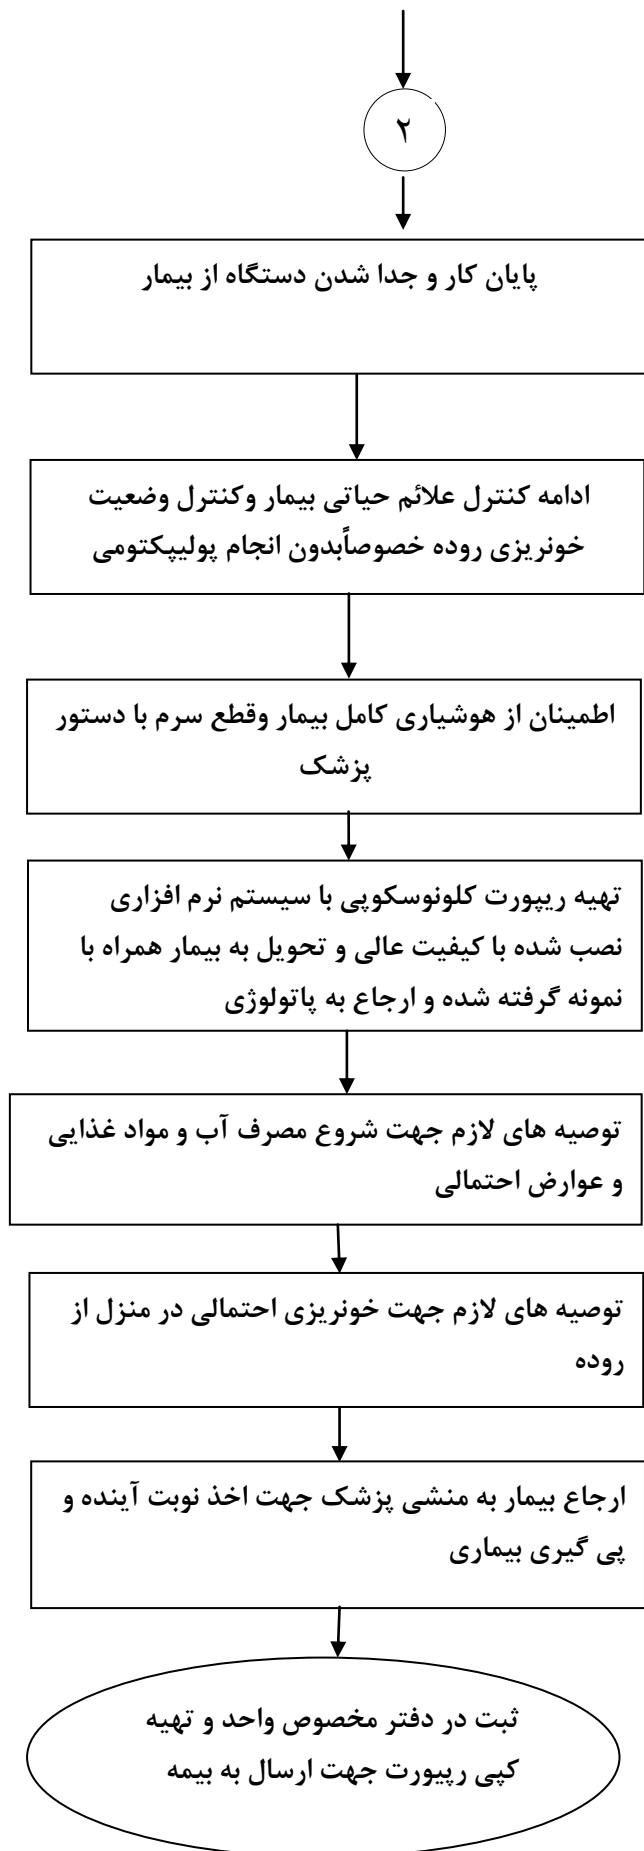 ۲
پایان کار و جدا شدن دستگاه از بیمار
ادامه کنترل علائم حیاتی بیمار وکنترل وضعیت
خونریزی روده خصوصاًبدون انجام پولیپکتومی
اطمینان از هوشیاری کامل بیمار وقطع سرم با دستور
پزشک
تهیه ریپورت کلونوسکوپی با سیستم نرم افزاری
نصب شده با کیفیت عالی و تحویل به بیمار همراه با
نمونه گرفته شده و ارجاع به پاتولوژی
توصیه های لازم جهت شروع مصرف آب و مواد غذایی
و عوارض احتمالی
توصیه های لازم جهت خونریزی احتمالی در منزل از
روده
ارجاع بیمار به منشی پزشک جهت اخذ نوبت آینده و
پی گیری بیماری
ثبت در دفتر مخصوص واحد و تهیه
کپی رپیورت جهت ارسال به بیمه